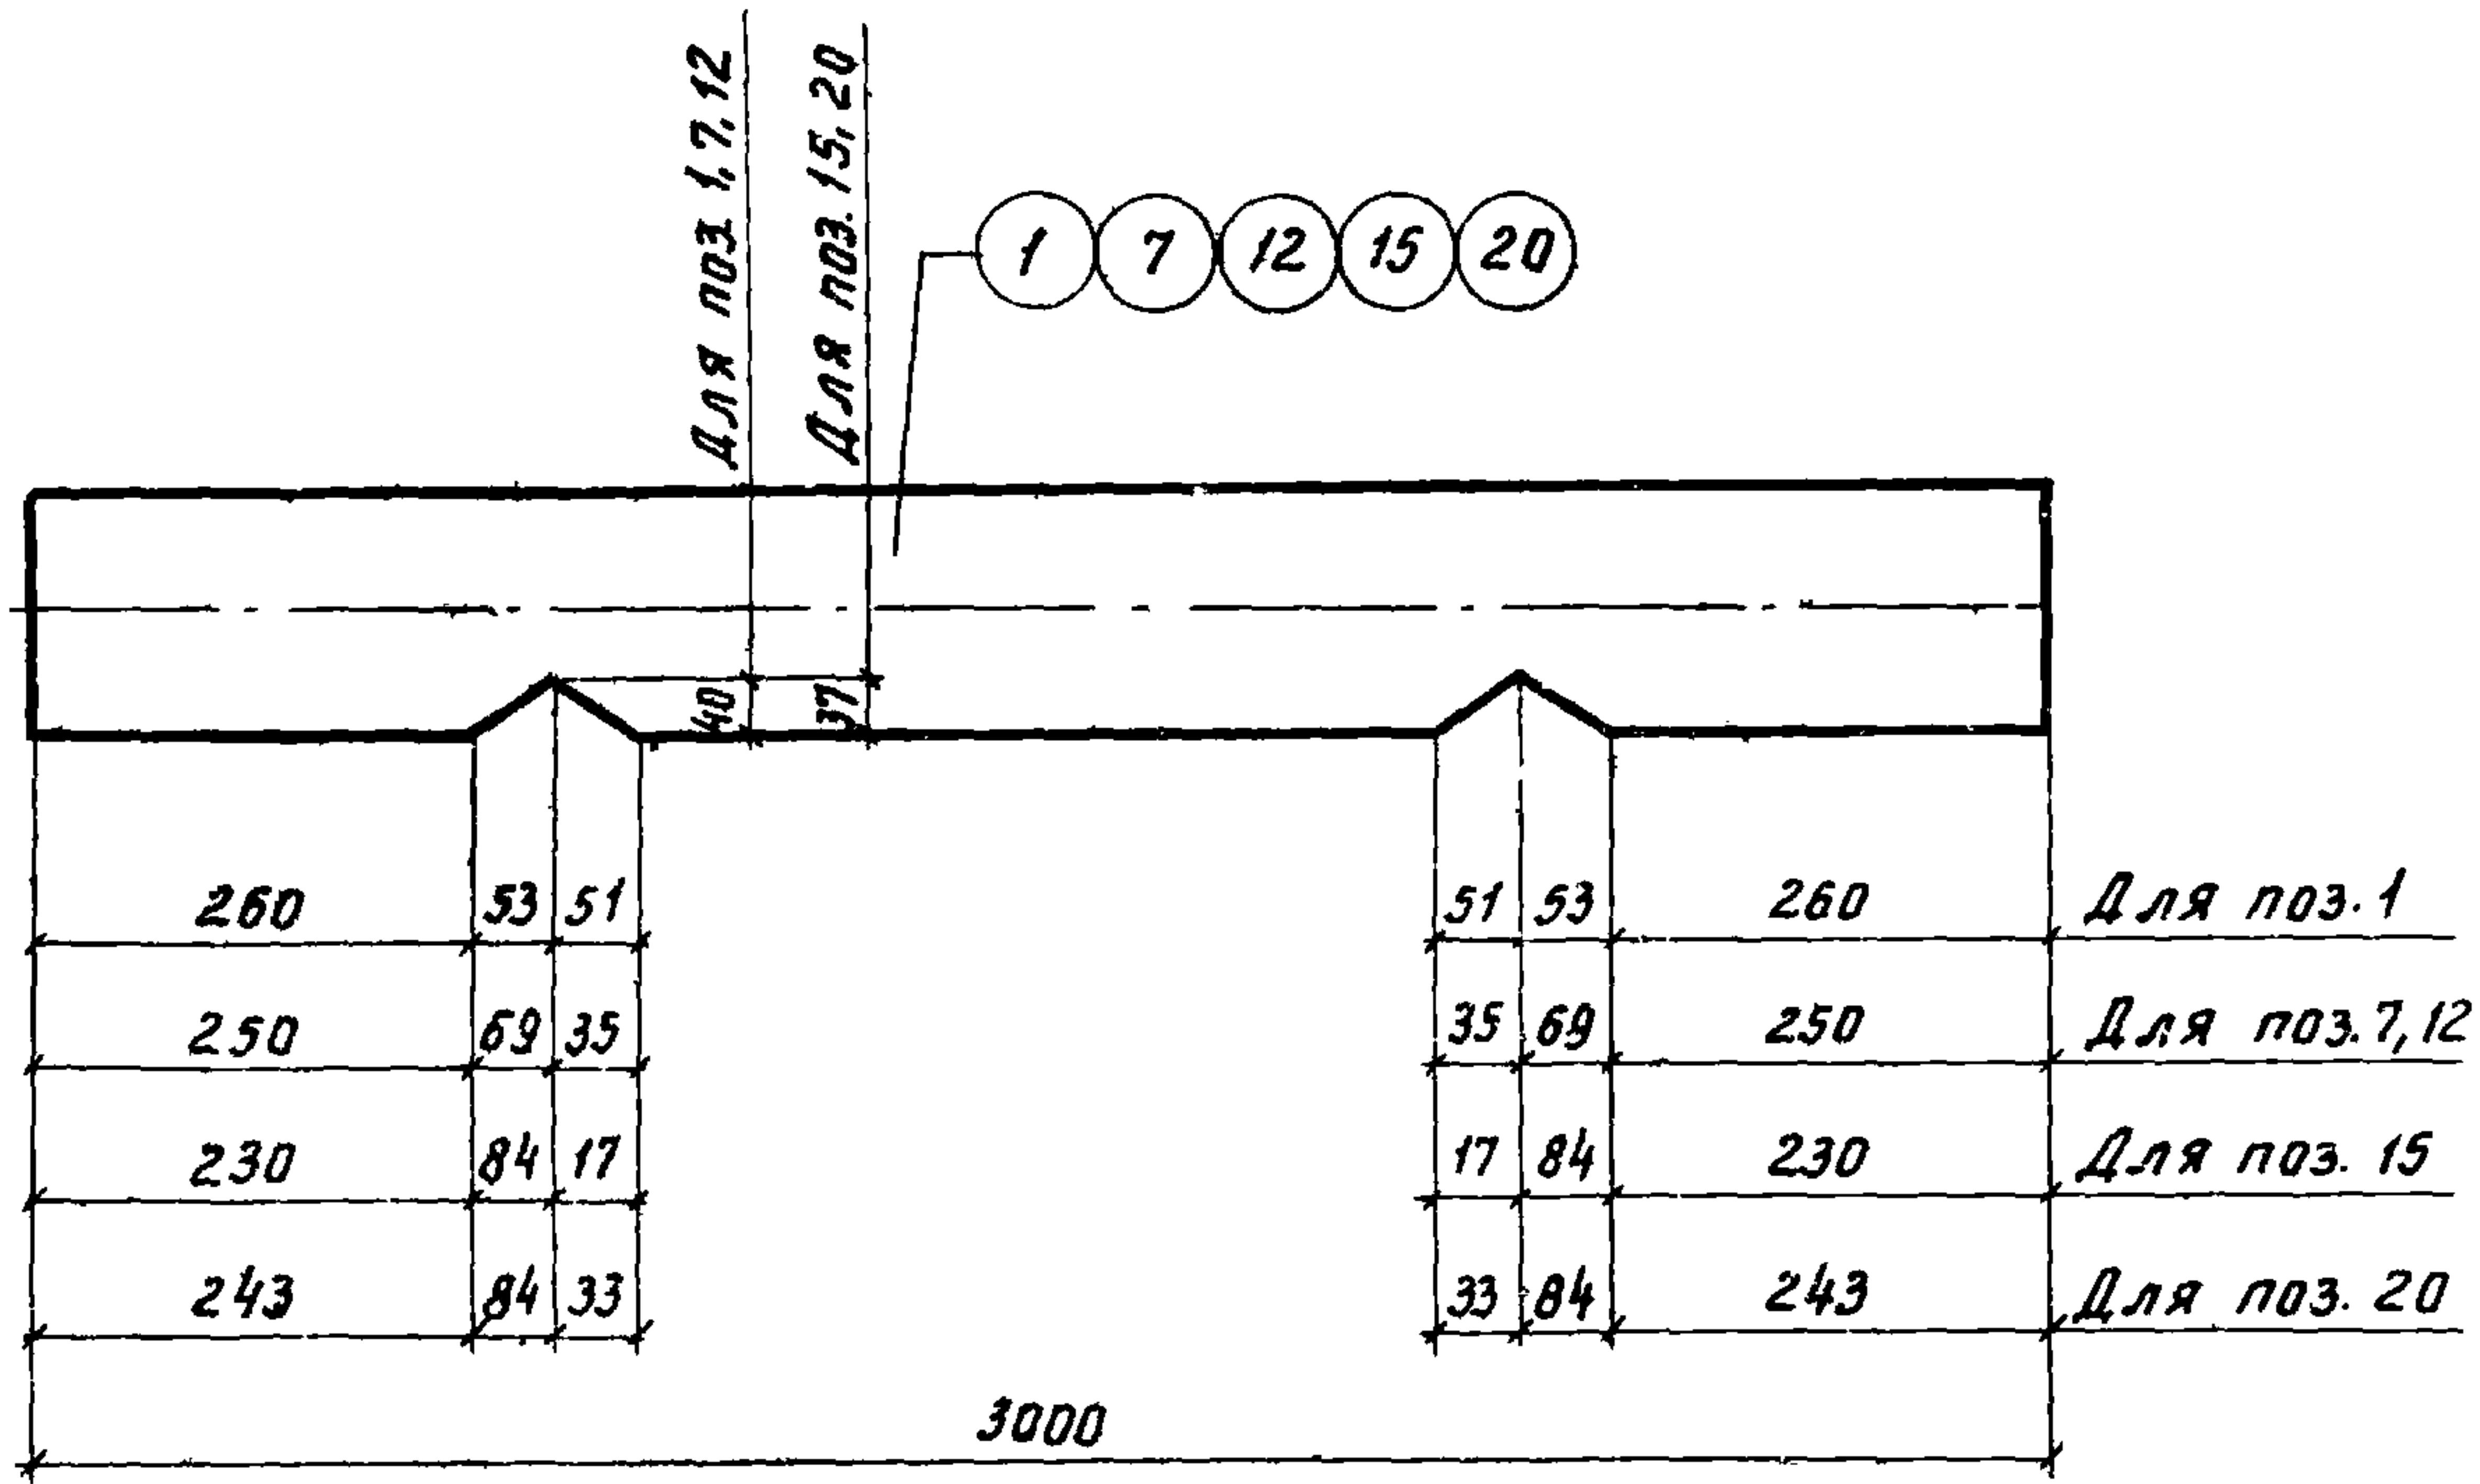 Для поз 1, 7, 12
Для поз. 15, 20
1 7 12 15 20
40 37
260 53 51 51 53 260 Для поз. 1
250 69 35 35 69 250 Для поз. 7, 12
230 84 17 17 84 230 Для поз. 15
243 84 33 33 84 243 Для поз. 20
3000